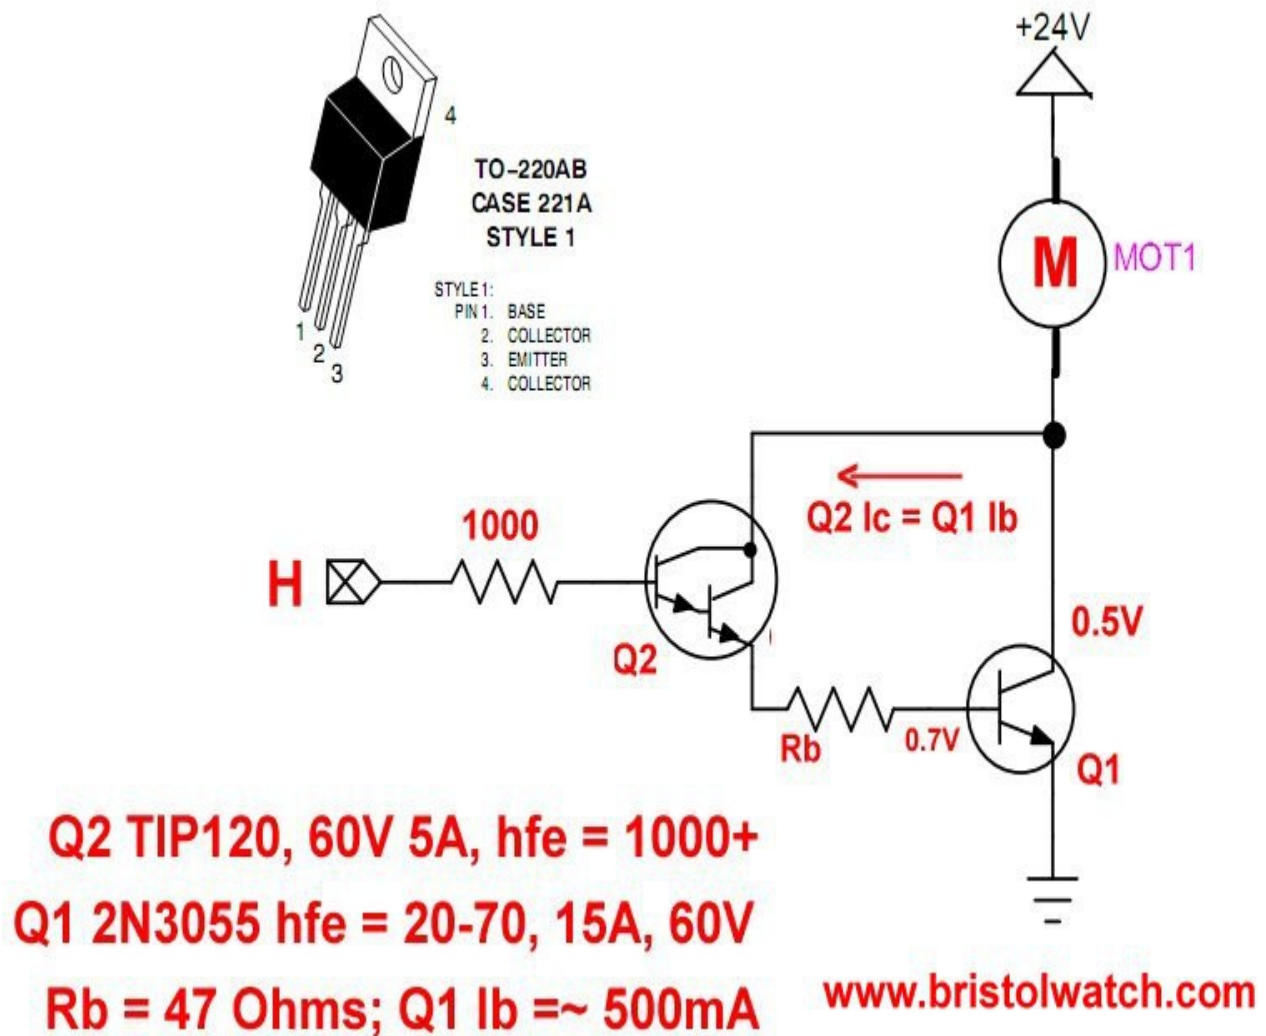 +24V
4
TO-220AB
CASE 221A
STYLE 1
M
MOT1
STYLE 1:
PIN 1. BASE
2. COLLECTOR
3. EMITTER
4. COLLECTOR
1
2
3
Q2 Ic = Q1 Ib
1000
H
0.5V
Q2
Rb
0.7V
Q1
Q2 TIP120, 60V 5A, hfe = 1000+
Q1 2N3055 hfe = 20-70, 15A, 60V
Rb = 47 Ohms; Q1 Ib =~ 500mA
www.bristolwatch.com